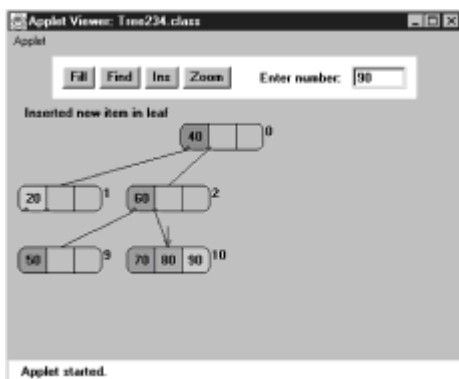 Applet Viewer: Tree234.class
Applet
Fill Find Ins Zoom Enter number: 90
Inserted new item in leaf
40 0
20 1 60 2
50 9 70 80 90 10
Applet started.